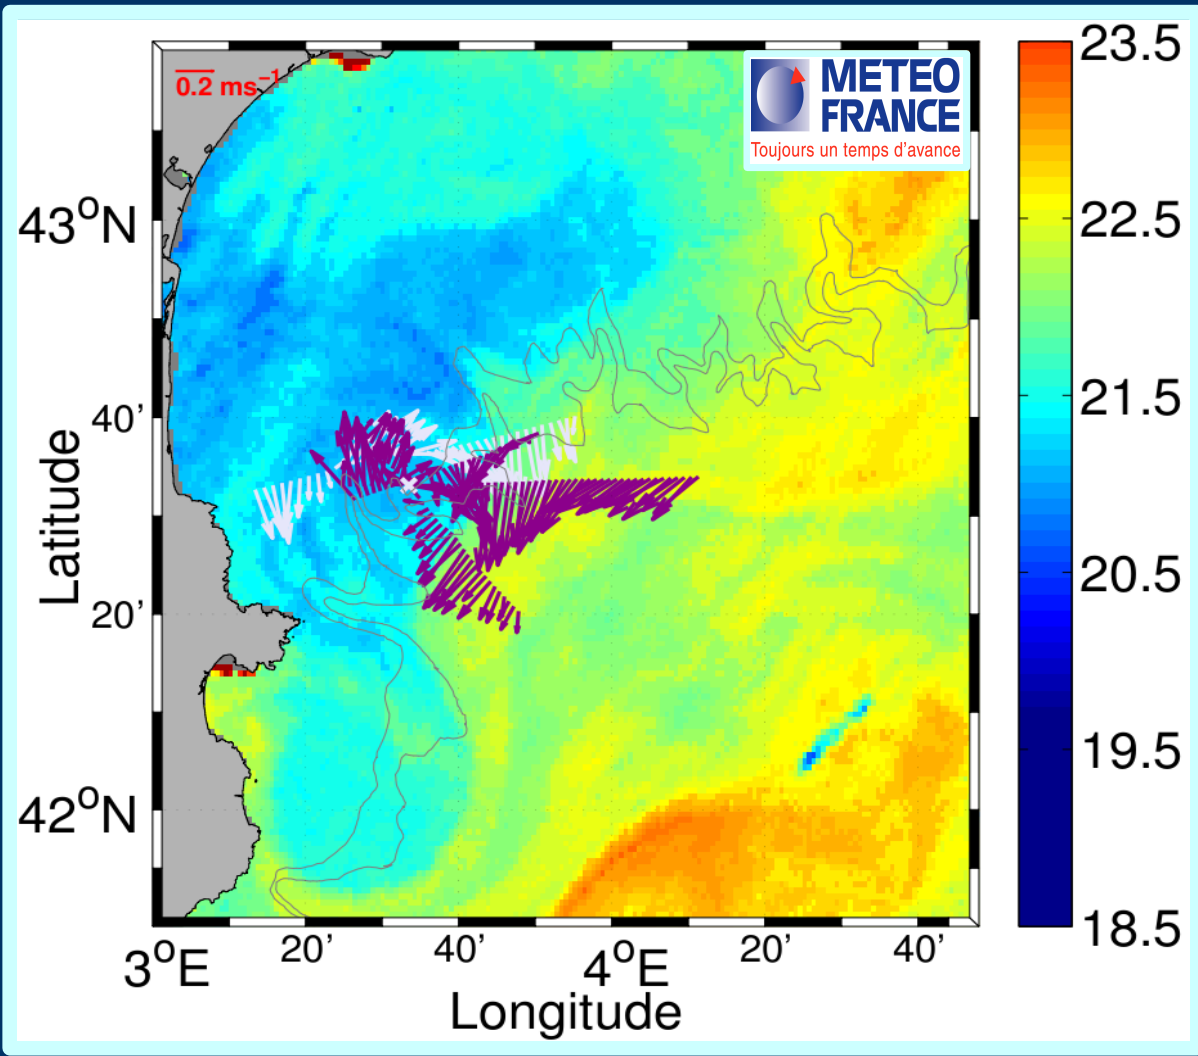 0.2 ms⁻¹
METEO
FRANCE
Toujours un temps d’avance
23.5
22.5
21.5
20.5
19.5
18.5
43°N
40’
20’
42°N
Latitude
3°E
20’
40’
4°E
20’
40’
Longitude